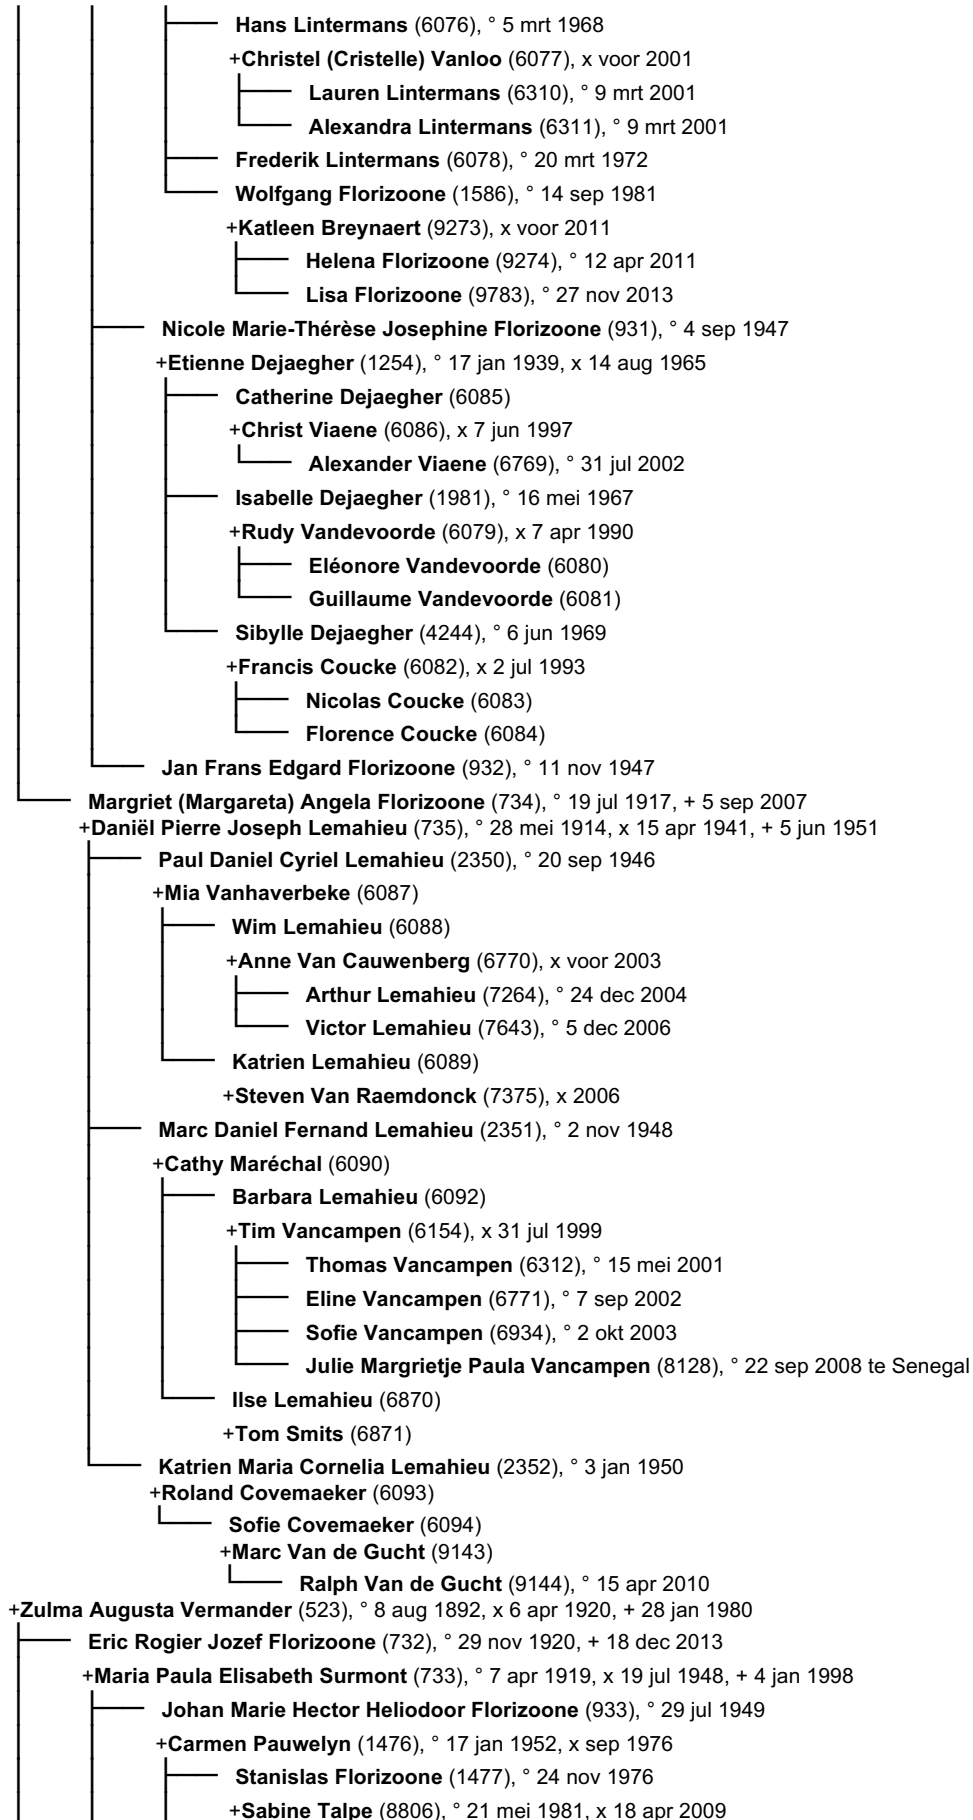 Hans Lintermans (6076), ° 5 mrt 1968
+Christel (Cristelle) Vanloo (6077), x voor 2001
Lauren Lintermans (6310), ° 9 mrt 2001
Alexandra Lintermans (6311), ° 9 mrt 2001
Frederik Lintermans (6078), ° 20 mrt 1972
Wolfgang Florizoone (1586), ° 14 sep 1981
+Katleen Breynaert (9273), x voor 2011
Helena Florizoone (9274), ° 12 apr 2011
Lisa Florizoone (9783), ° 27 nov 2013
Nicole Marie-Thérèse Josephine Florizoone (931), ° 4 sep 1947
+Etienne Dejaegher (1254), ° 17 jan 1939, x 14 aug 1965
Catherine Dejaegher (6085)
+Christ Viaene (6086), x 7 jun 1997
Alexander Viaene (6769), ° 31 jul 2002
Isabelle Dejaegher (1981), ° 16 mei 1967
+Rudy Vandevoorde (6079), x 7 apr 1990
Eléonore Vandevoorde (6080)
Guillaume Vandevoorde (6081)
Sibylle Dejaegher (4244), ° 6 jun 1969
+Francis Coucke (6082), x 2 jul 1993
Nicolas Coucke (6083)
Florence Coucke (6084)
Jan Frans Edgard Florizoone (932), ° 11 nov 1947
Margriet (Margareta) Angela Florizoone (734), ° 19 jul 1917, + 5 sep 2007
+Daniël Pierre Joseph Lemahieu (735), ° 28 mei 1914, x 15 apr 1941, + 5 jun 1951
Paul Daniel Cyriel Lemahieu (2350), ° 20 sep 1946
+Mia Vanhaverbeke (6087)
Wim Lemahieu (6088)
+Anne Van Cauwenberg (6770), x voor 2003
Arthur Lemahieu (7264), ° 24 dec 2004
Victor Lemahieu (7643), ° 5 dec 2006
Katrien Lemahieu (6089)
+Steven Van Raemdonck (7375), x 2006
Marc Daniel Fernand Lemahieu (2351), ° 2 nov 1948
+Cathy Maréchal (6090)
Barbara Lemahieu (6092)
+Tim Vancampen (6154), x 31 jul 1999
Thomas Vancampen (6312), ° 15 mei 2001
Eline Vancampen (6771), ° 7 sep 2002
Sofie Vancampen (6934), ° 2 okt 2003
Julie Margrietje Paula Vancampen (8128), ° 22 sep 2008 te Senegal
Ilse Lemahieu (6870)
+Tom Smits (6871)
Katrien Maria Cornelia Lemahieu (2352), ° 3 jan 1950
+Roland Covemaeker (6093)
Sofie Covemaeker (6094)
+Marc Van de Gucht (9143)
Ralph Van de Gucht (9144), ° 15 apr 2010
+Zulma Augusta Vermander (523), ° 8 aug 1892, x 6 apr 1920, + 28 jan 1980
Eric Rogier Jozef Florizoone (732), ° 29 nov 1920, + 18 dec 2013
+Maria Paula Elisabeth Surmont (733), ° 7 apr 1919, x 19 jul 1948, + 4 jan 1998
Johan Marie Hector Heliodoor Florizoone (933), ° 29 jul 1949
+Carmen Pauwelyn (1476), ° 17 jan 1952, x sep 1976
Stanislas Florizoone (1477), ° 24 nov 1976
+Sabine Talpe (8806), ° 21 mei 1981, x 18 apr 2009